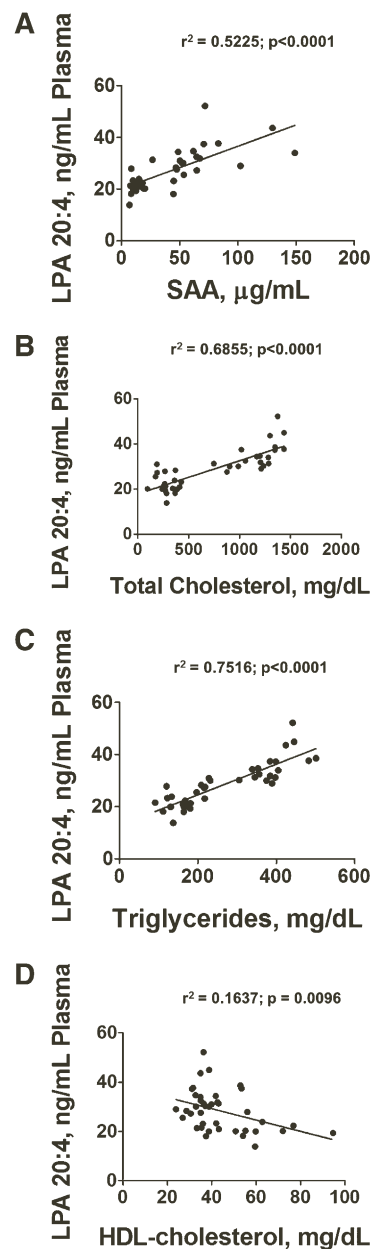 A
r² = 0.5225; p<0.0001
LPA 20:4, ng/mL Plasma
60
40
20
0
0 50 100 150 200
SAA, μg/mL
B
r² = 0.6855; p<0.0001
LPA 20:4, ng/mL Plasma
60
40
20
0
0 500 1000 1500 2000
Total Cholesterol, mg/dL
C
r² = 0.7516; p<0.0001
LPA 20:4, ng/mL Plasma
60
40
20
0
0 200 400 600
Triglycerides, mg/dL
D
r² = 0.1637; p = 0.0096
LPA 20:4, ng/mL Plasma
60
40
20
0
0 20 40 60 80 100
HDL-cholesterol, mg/dL